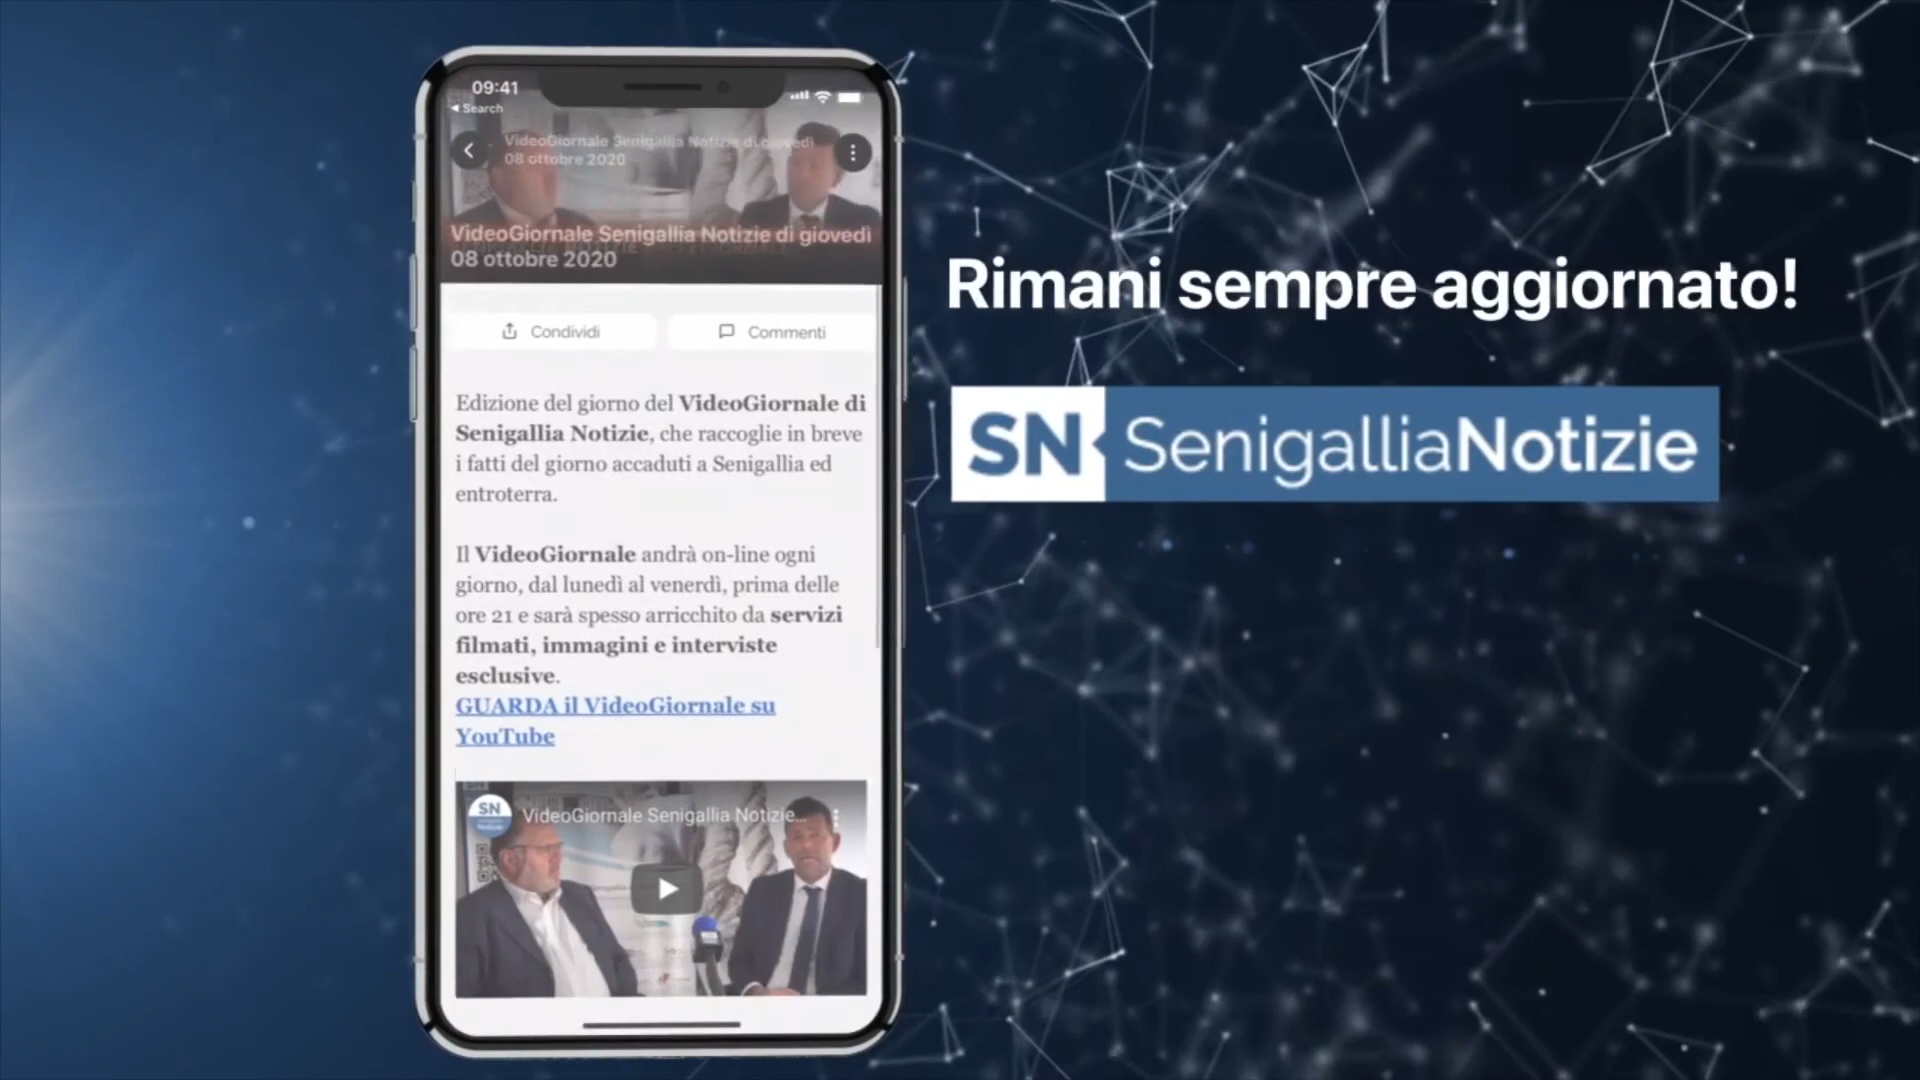 09:41
Search
VideoGiornale Senigallia Notizie di giovedì
08 ottobre 2020
VideoGiornale Senigallia Notizie di giovedì
08 ottobre 2020
Condividi
Commenti
Edizione del giorno del VideoGiornale di
Senigallia Notizie, che raccoglie in breve
i fatti del giorno accaduti a Senigallia ed
entroterra.
Il VideoGiornale andrà on-line ogni
giorno, dal lunedì al venerdì, prima delle
ore 21 e sarà spesso arricchito da servizi
filmati, immagini e interviste
esclusive.
GUARDA il VideoGiornale su
YouTube
SN
VideoGiornale Senigallia Notizie...
Rimani sempre aggiornato!
SN SenigalliaNotizie